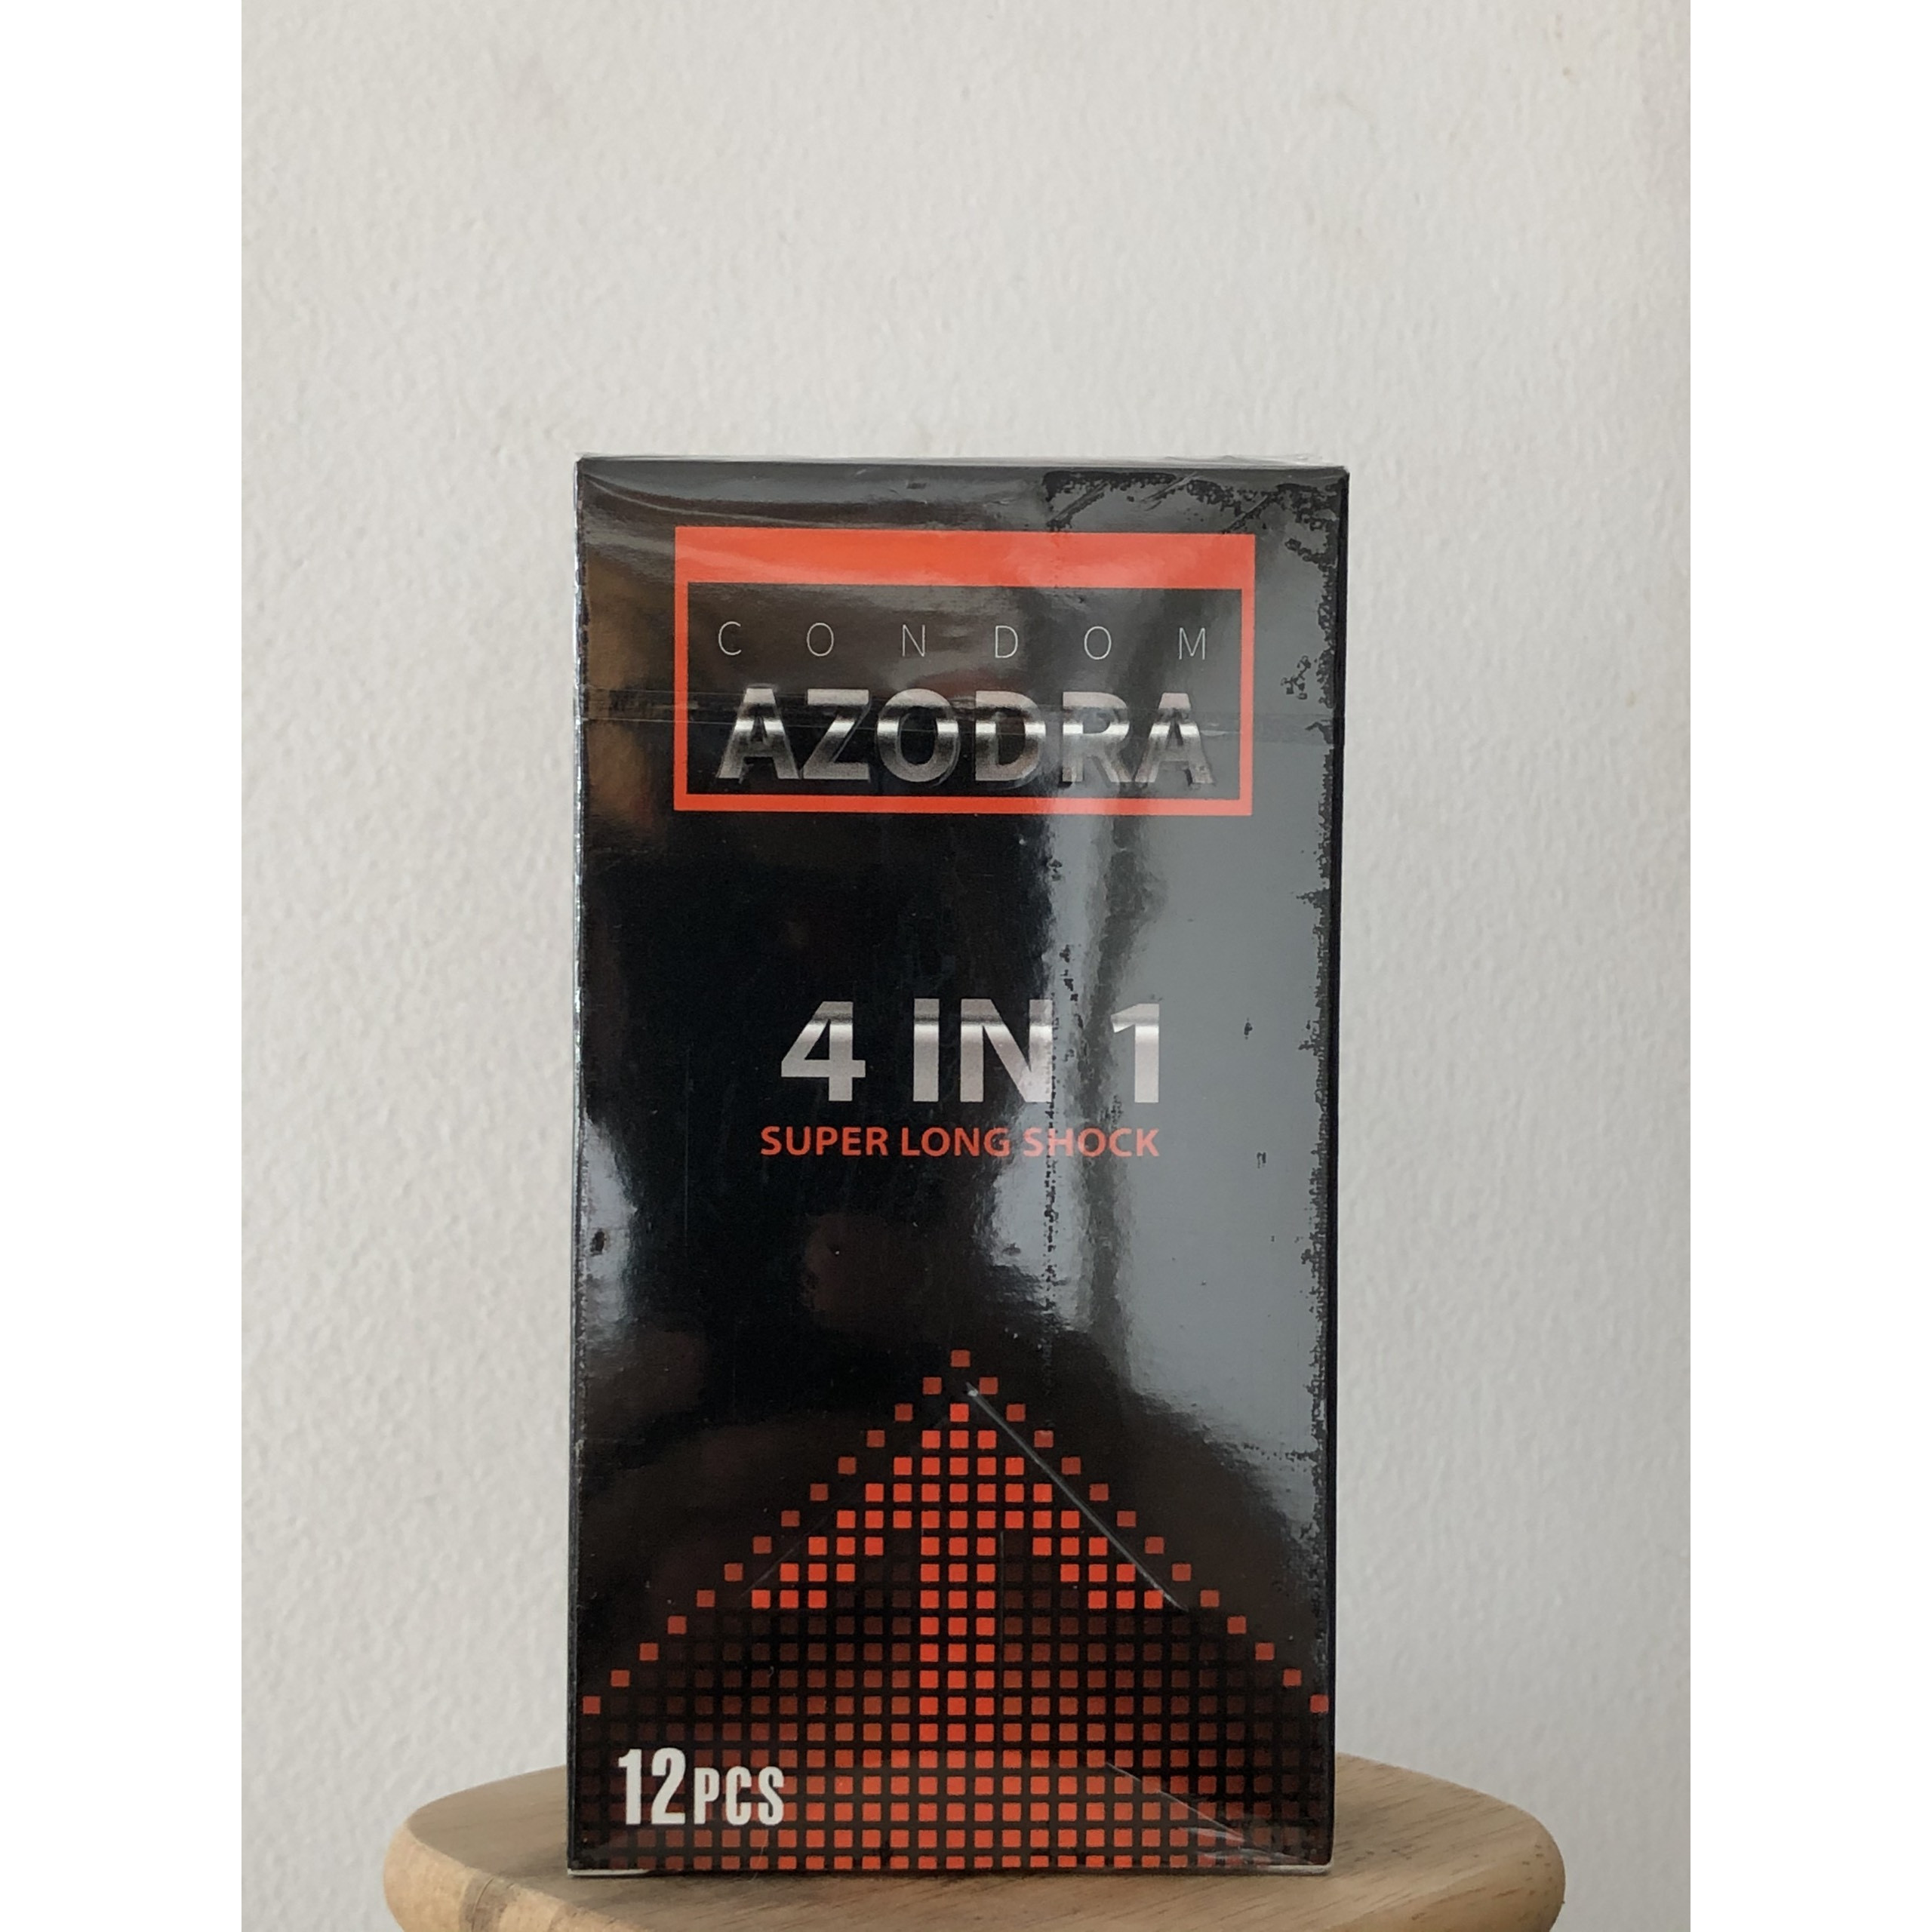 CONDOM
AZODRA
4 IN 1
SUPER LONG SHOCK
12PCS